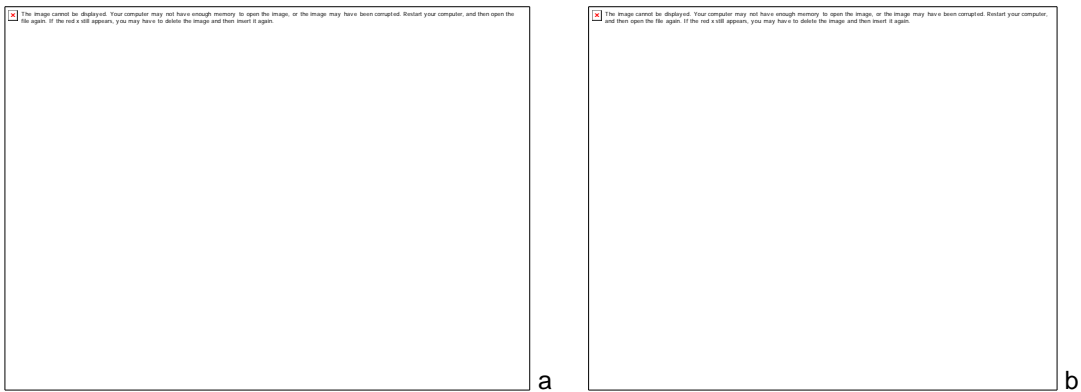 The image cannot be displayed. Your computer may not have enough memory to open the image, or the image may have been corrupted. Restart your computer, and then open the
file again. If the red x still appears, you may have to delete the image and then insert it again.
a
The image cannot be displayed. Your computer may not have enough memory to open the image, or the image may have been corrupted. Restart your computer,
and then open the file again. If the red x still appears, you may have to delete the image and then insert it again.
b